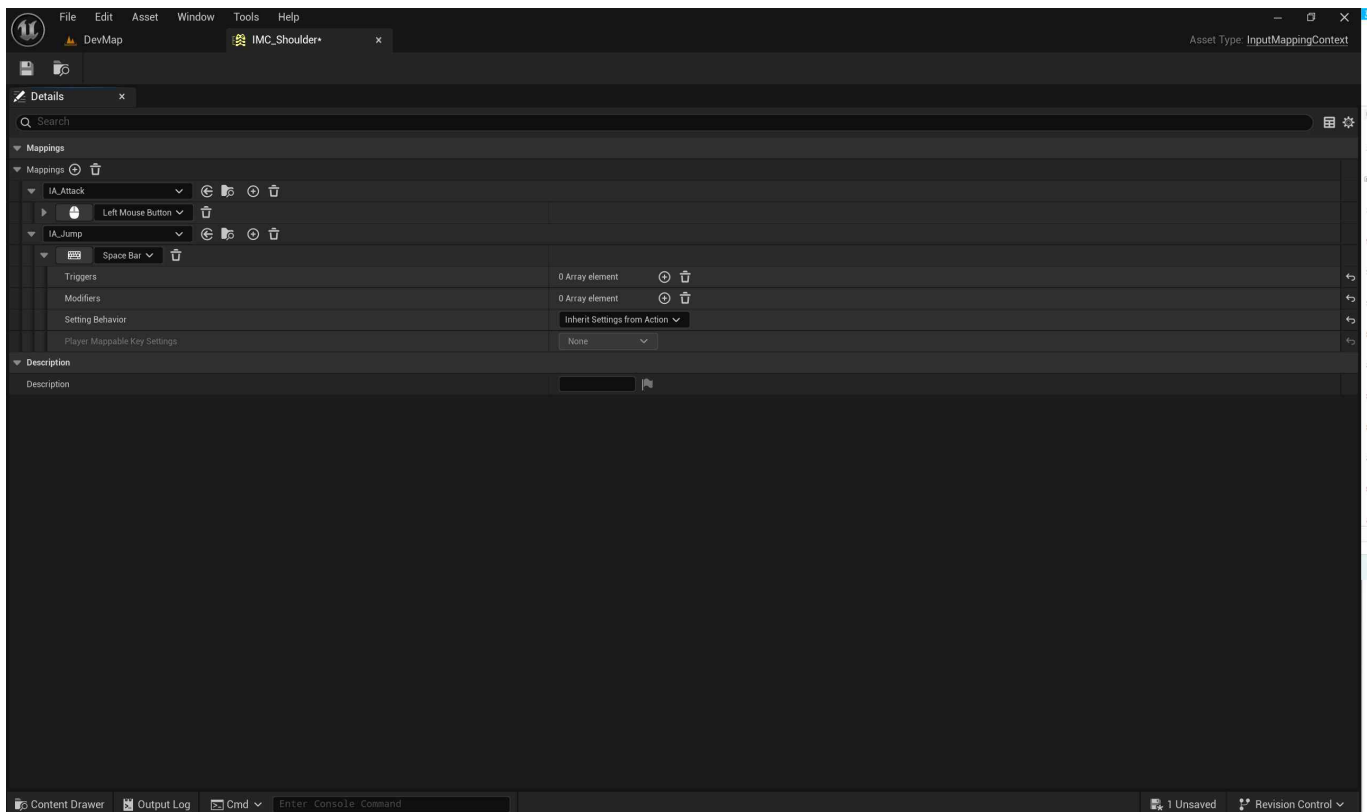 File Edit Asset Window Tools Help
DevMap IMC_Shoulder*
Asset Type: InputMappingContext
Details
Search
Mappings
Mappings
IA_Attack
Left Mouse Button
IA_Jump
Space Bar
Triggers 0 Array element
Modifiers 0 Array element
Setting Behavior Inherit Settings from Action
Player Mappable Key Settings None
Description
Description
Content Drawer Output Log Cmd Enter Console Command 1 Unsaved Revision Control